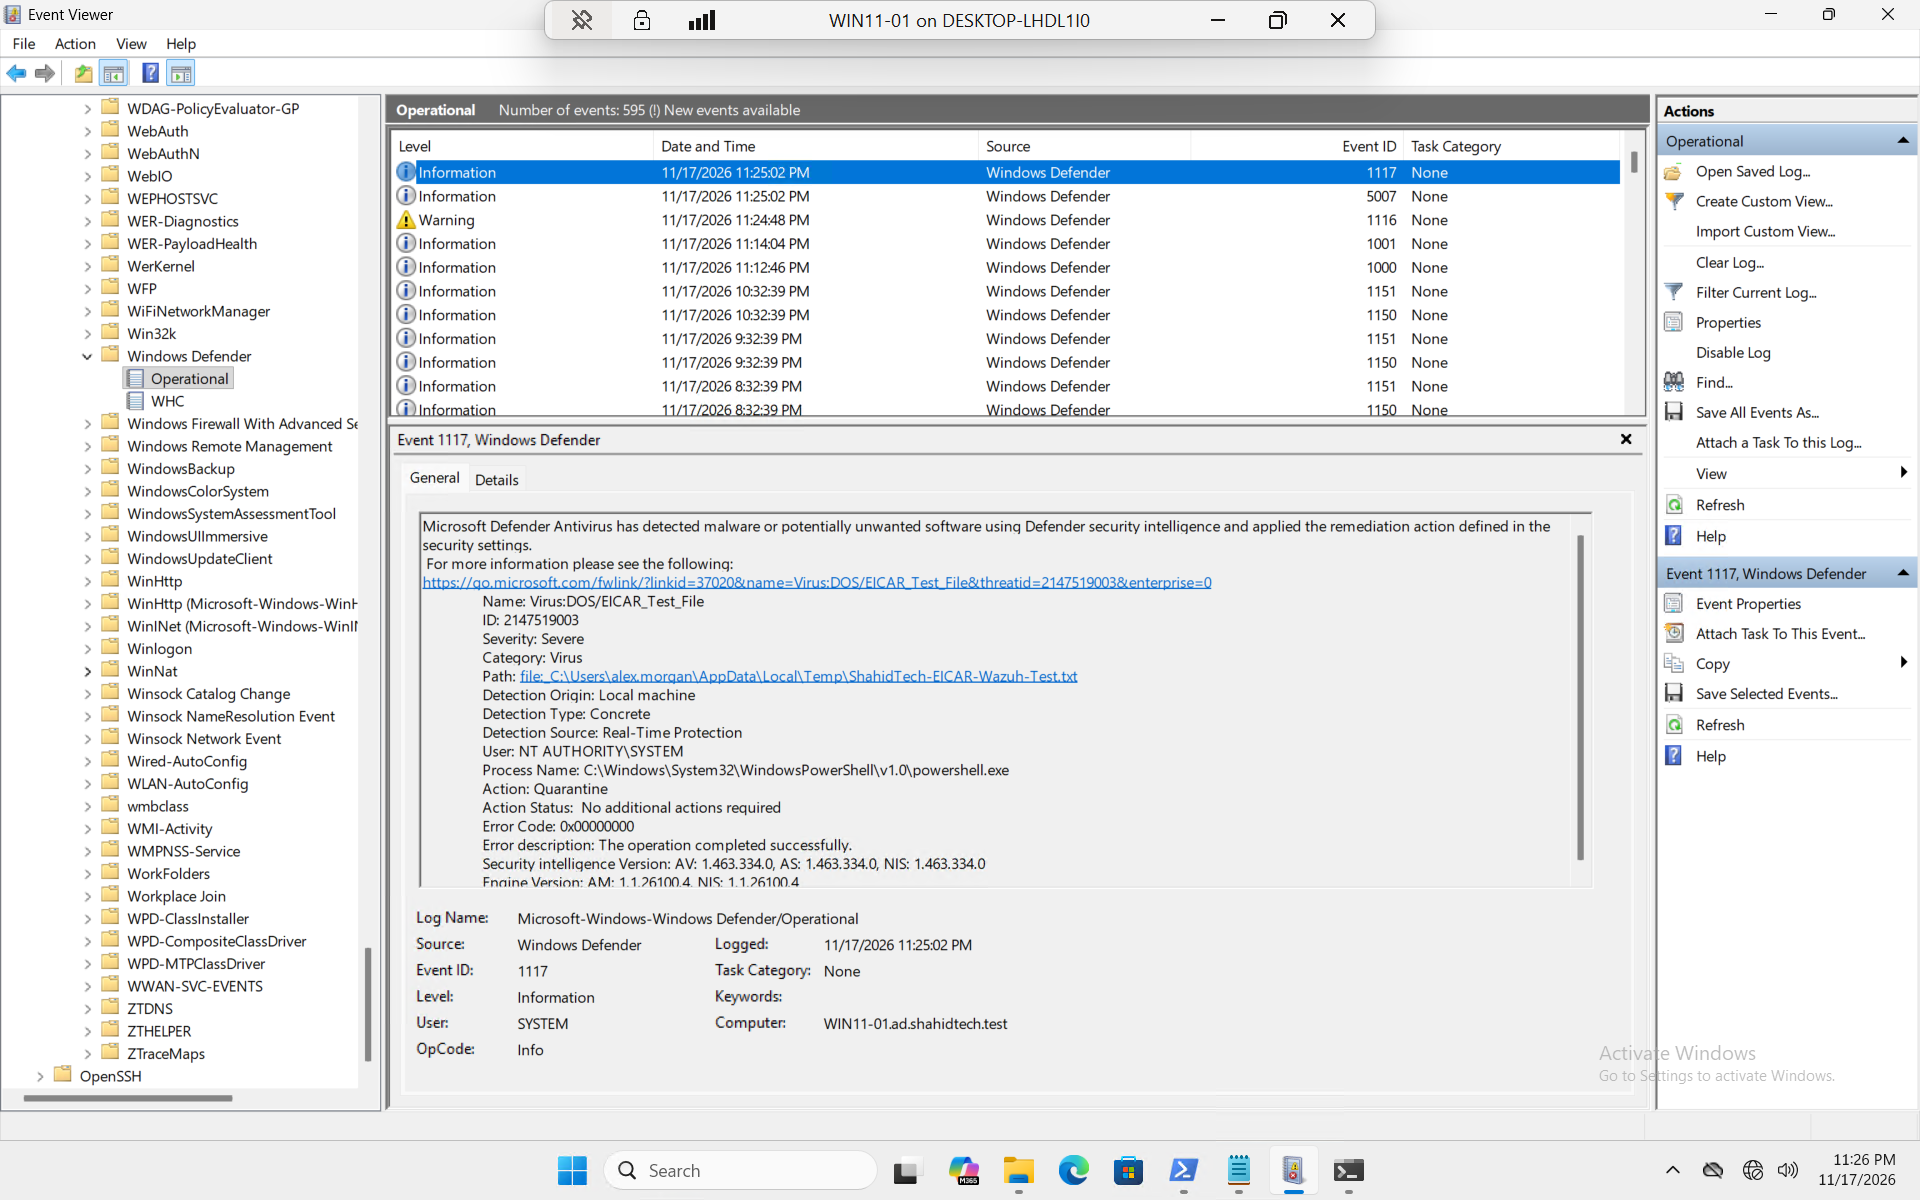 Event Viewer
WIN11-01 on DESKTOP-LHDL1I0
File Action View Help
WDAG-PolicyEvaluator-GP
WebAuth
WebAuthN
WebIO
WEPHOSTSVC
WER-Diagnostics
WER-PayloadHealth
WerKernel
WFP
WiFiNetworkManager
Win32k
Windows Defender
Operational
WHC
Windows Firewall With Advanced Se
Windows Remote Management
WindowsBackup
WindowsColorSystem
WindowsSystemAssessmentTool
WindowsUIImmersive
WindowsUpdateClient
WinHttp
WinHttp (Microsoft-Windows-WinH
WinINet (Microsoft-Windows-WinIN
Winlogon
WinNat
Winsock Catalog Change
Winsock NameResolution Event
Winsock Network Event
Wired-AutoConfig
WLAN-AutoConfig
wmbclass
WMI-Activity
WMPNSS-Service
WorkFolders
Workplace Join
WPD-ClassInstaller
WPD-CompositeClassDriver
WPD-MTPClassDriver
WWAN-SVC-EVENTS
ZTDNS
ZTHELPER
ZTraceMaps
OpenSSH
Operational Number of events: 595 (!) New events available
Level Date and Time Source Event ID Task Category
Information 11/17/2026 11:25:02 PM Windows Defender 1117 None
Information 11/17/2026 11:25:02 PM Windows Defender 5007 None
Warning 11/17/2026 11:24:48 PM Windows Defender 1116 None
Information 11/17/2026 11:14:04 PM Windows Defender 1001 None
Information 11/17/2026 11:12:46 PM Windows Defender 1000 None
Information 11/17/2026 10:32:39 PM Windows Defender 1151 None
Information 11/17/2026 10:32:39 PM Windows Defender 1150 None
Information 11/17/2026 9:32:39 PM Windows Defender 1151 None
Information 11/17/2026 9:32:39 PM Windows Defender 1150 None
Information 11/17/2026 8:32:39 PM Windows Defender 1151 None
Information 11/17/2026 8:32:39 PM Windows Defender 1150 None
Event 1117, Windows Defender
General Details
Microsoft Defender Antivirus has detected malware or potentially unwanted software using Defender security intelligence and applied the remediation action defined in the
security settings.
For more information please see the following:
https://go.microsoft.com/fwlink/?linkid=37020&name=Virus:DOS/EICAR_Test_File&threatid=2147519003&enterprise=0
Name: Virus:DOS/EICAR_Test_File
ID: 2147519003
Severity: Severe
Category: Virus
Path: file:_C:\Users\alex.morgan\AppData\Local\Temp\ShahidTech-EICAR-Wazuh-Test.txt
Detection Origin: Local machine
Detection Type: Concrete
Detection Source: Real-Time Protection
User: NT AUTHORITY\SYSTEM
Process Name: C:\Windows\System32\WindowsPowerShell\v1.0\powershell.exe
Action: Quarantine
Action Status: No additional actions required
Error Code: 0x00000000
Error description: The operation completed successfully.
Security intelligence Version: AV: 1.463.334.0, AS: 1.463.334.0, NIS: 1.463.334.0
Engine Version: AM: 1.1.26100.4, NIS: 1.1.26100.4
Log Name: Microsoft-Windows-Windows Defender/Operational
Source: Windows Defender Logged: 11/17/2026 11:25:02 PM
Event ID: 1117 Task Category: None
Level: Information Keywords:
User: SYSTEM Computer: WIN11-01.ad.shahidtech.test
OpCode: Info
Actions
Operational
Open Saved Log...
Create Custom View...
Import Custom View...
Clear Log...
Filter Current Log...
Properties
Disable Log
Find...
Save All Events As...
Attach a Task To this Log...
View
Refresh
Help
Event 1117, Windows Defender
Event Properties
Attach Task To This Event...
Copy
Save Selected Events...
Refresh
Help
Activate Windows
Go to Settings to activate Windows.
Search
M365
11:26 PM
11/17/2026